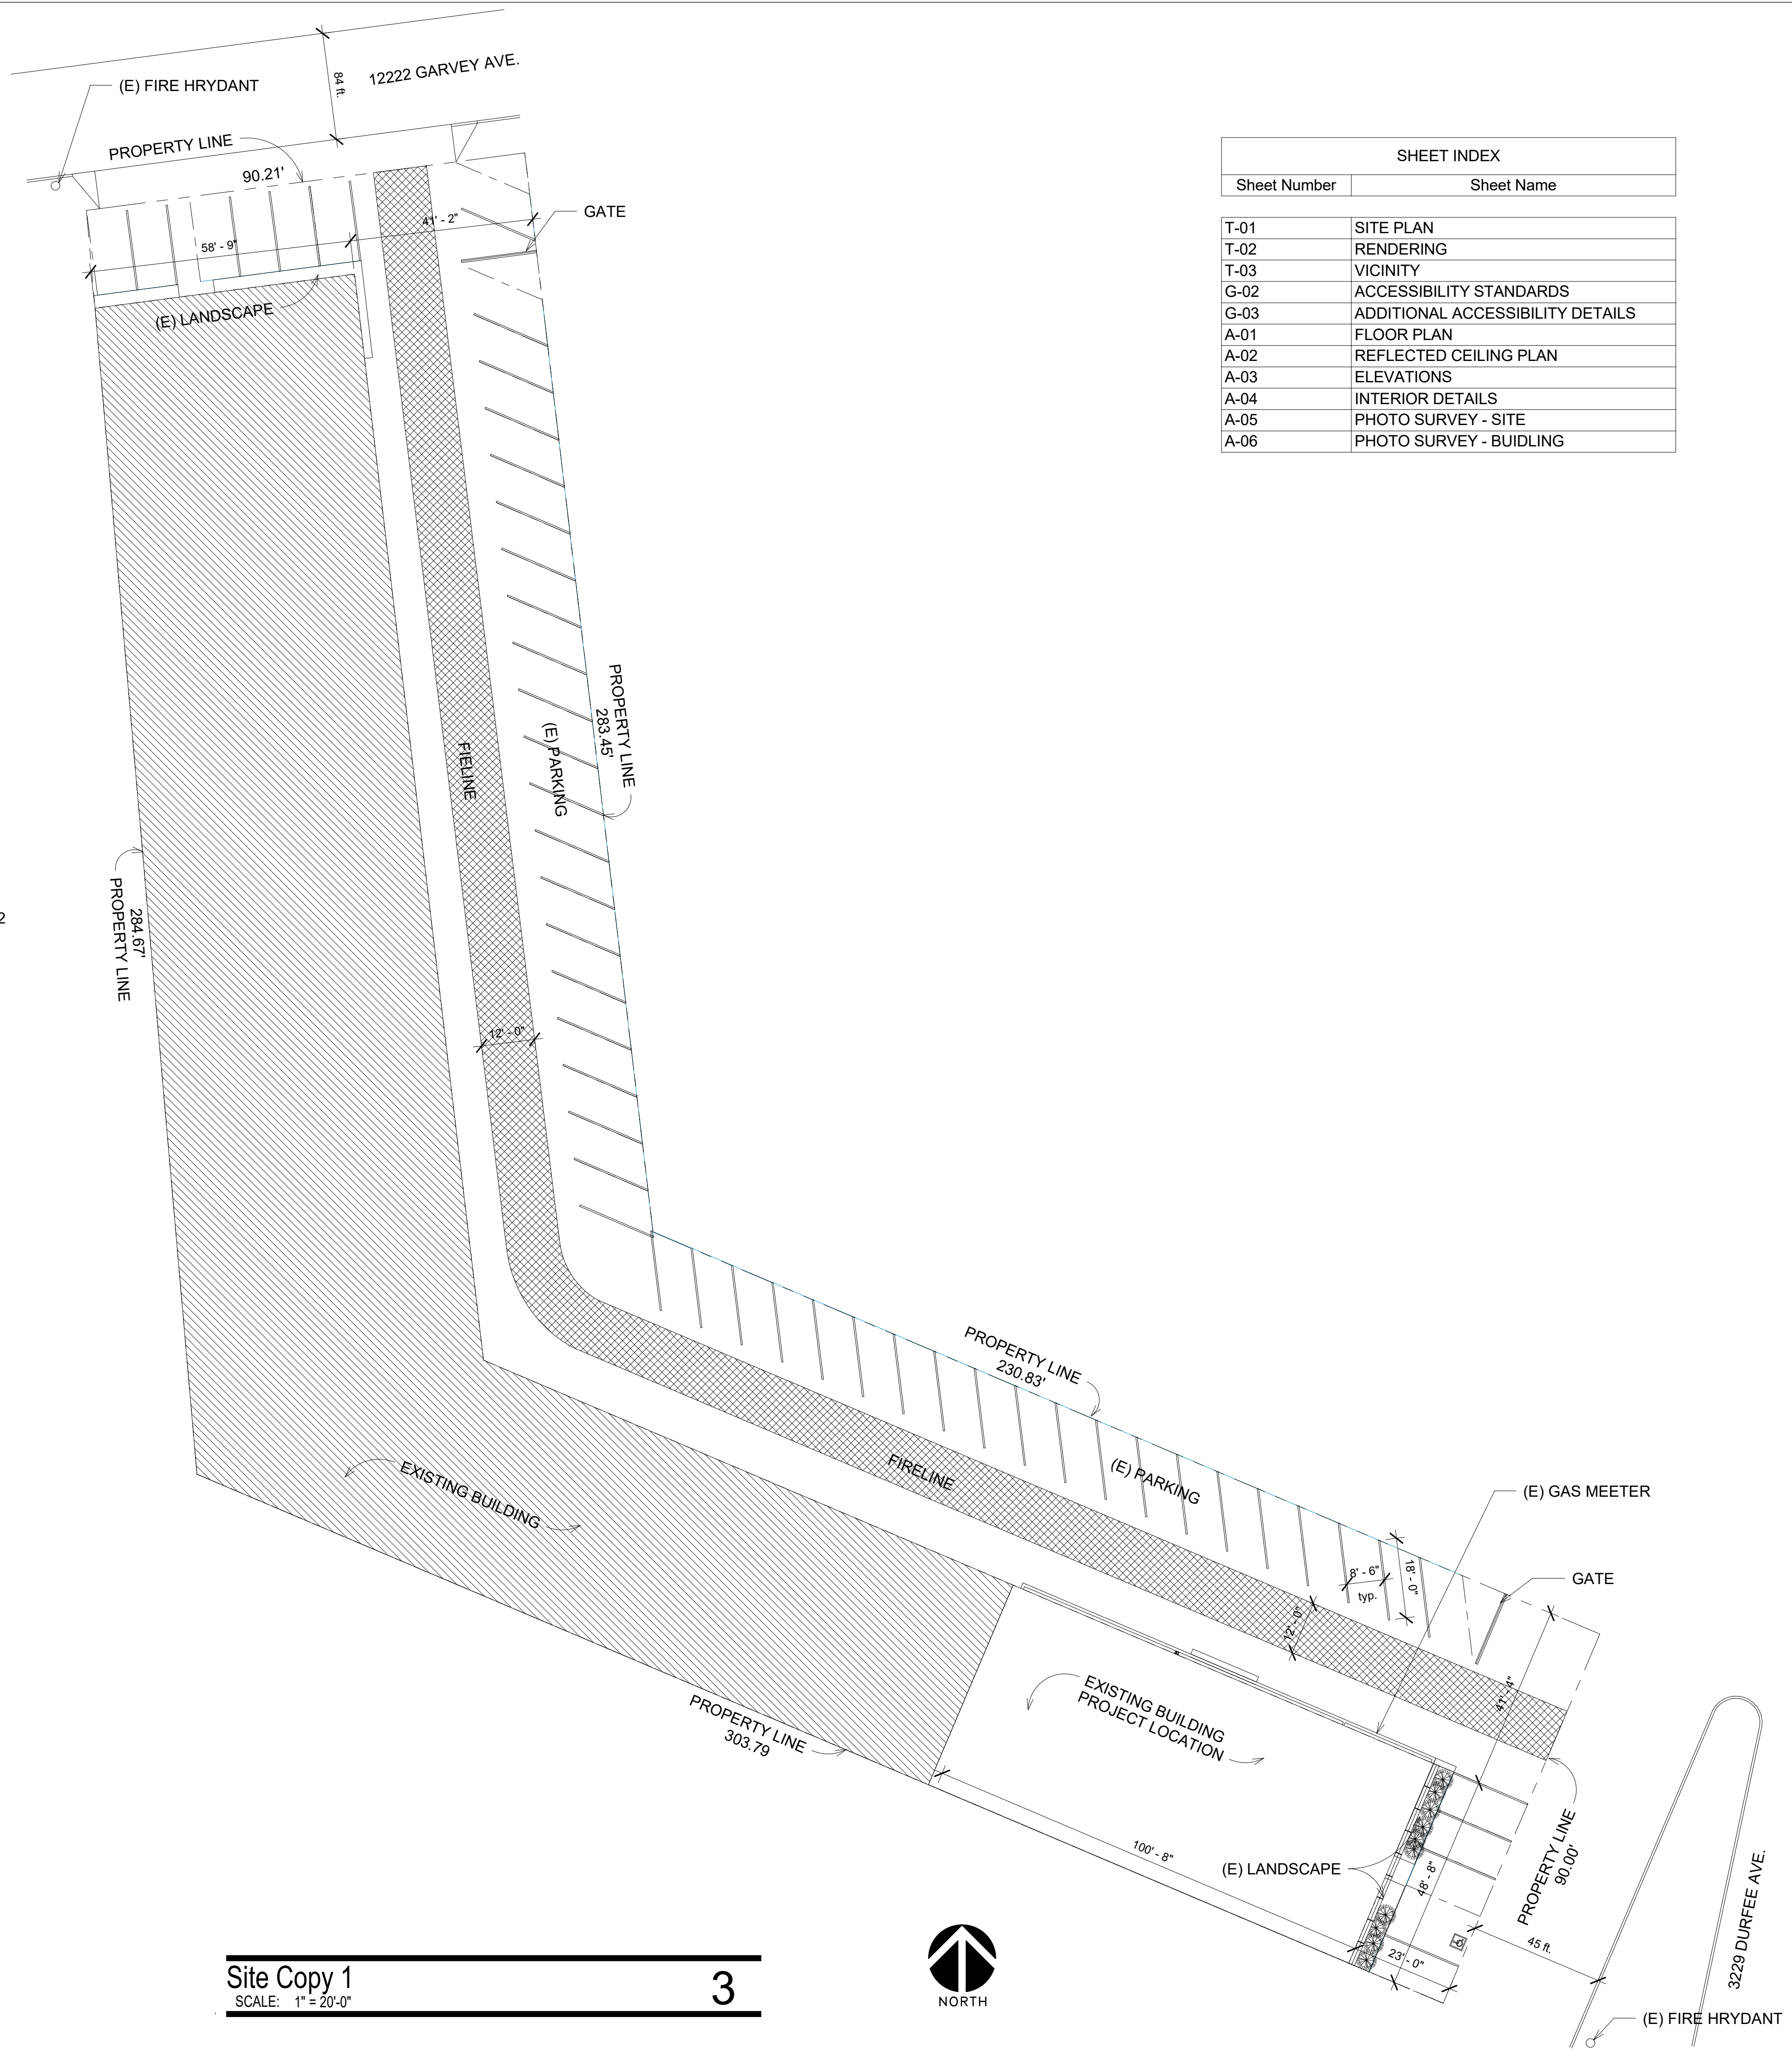 12222 GARVEY AVE.
84 ft.
(E) FIRE HRYDANT
PROPERTY LINE
90.21'
GATE
41' - 2"
58' - 9"
(E) LANDSCAPE
SHEET INDEX
Sheet Number Sheet Name
T-01 SITE PLAN
T-02 RENDERING
T-03 VICINITY
G-02 ACCESSIBILITY STANDARDS
G-03 ADDITIONAL ACCESSIBILITY DETAILS
A-01 FLOOR PLAN
A-02 REFLECTED CEILING PLAN
A-03 ELEVATIONS
A-04 INTERIOR DETAILS
A-05 PHOTO SURVEY - SITE
A-06 PHOTO SURVEY - BUIDLING
PROPERTY LINE
283.45'
(E) PARKING
FIELINE
2
284.67'
PROPERTY LINE
12' - 0"
PROPERTY LINE
230.83'
(E) PARKING
FIRELINE
EXISTING BUILDING
(E) GAS MEETER
GATE
8' - 6"
typ.
18' - 0"
12' - 0"
41' - 4"
EXISTING BUILDING
PROJECT LOCATION
PROPERTY LINE
303.79
100' - 8"
(E) LANDSCAPE
48' - 8"
23' - 0"
PROPERTY LINE
90.00'
45 ft.
3229 DURFEE AVE.
(E) FIRE HRYDANT
Site Copy 1
SCALE: 1" = 20'-0"
3
NORTH